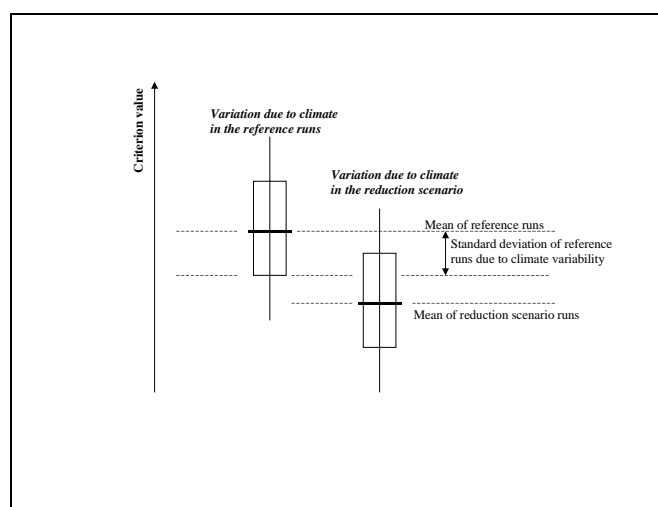 Criterion value
Variation due to climate
in the reference runs
Variation due to climate
in the reduction scenario
Mean of reference runs
Standard deviation of reference
runs due to climate variability
Mean of reduction scenario runs